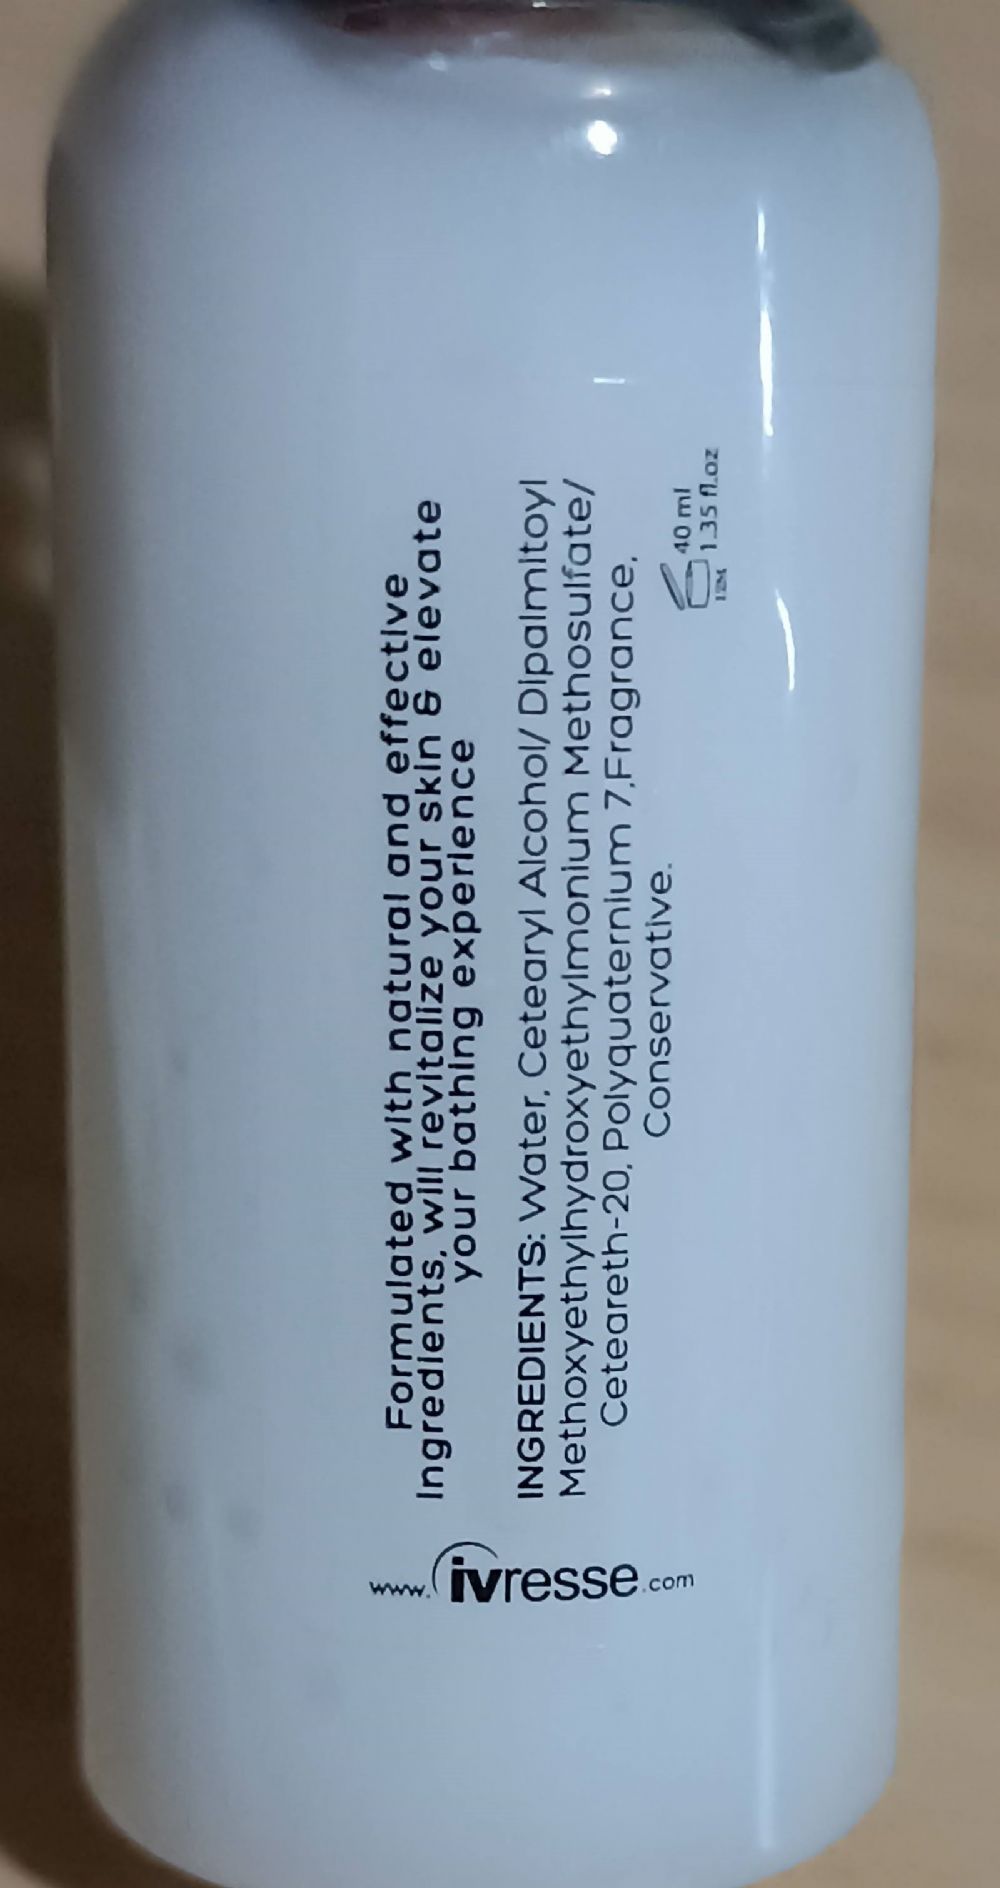 Formulated with natural and effective
Ingredients, will revitalize your skin & elevate
your bathing experience
INGREDIENTS: Water, Cetearyl Alcohol/ Dipalmitoyl
Methoxyethylhydroxyethylmonium Methosulfate/
Ceteareth-20, Polyquaternium 7,Fragrance,
Conservative.
12M
40 ml
1.35 fl.oz
www.ivresse.com